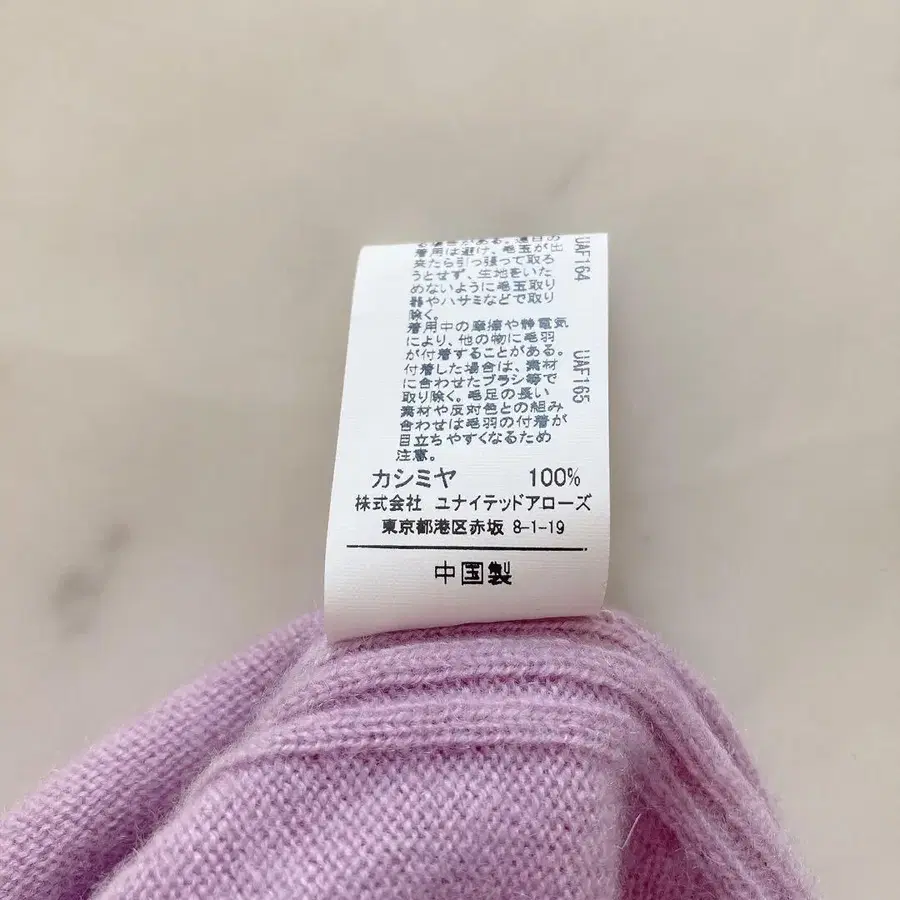 る場合がある。連日の
着用は避け、毛玉が出
来たら引っ張って取ろ
うとせず、生地をいた
めないように毛玉取り
器やハサミなどで取り
除く。
着用中の摩擦や静電気
により、他の物に毛羽
が付着することがある。
付着した場合は、素材
に合わせたブラシ等で
取り除く。毛足の長い
素材や反対色との組み
合わせは毛羽の付着が
目立ちやすくなるため
注意。
UAF164
UAF165
カシミヤ 100%
株式会社 ユナイテッドアローズ
東京都港区赤坂 8-1-19
中国製